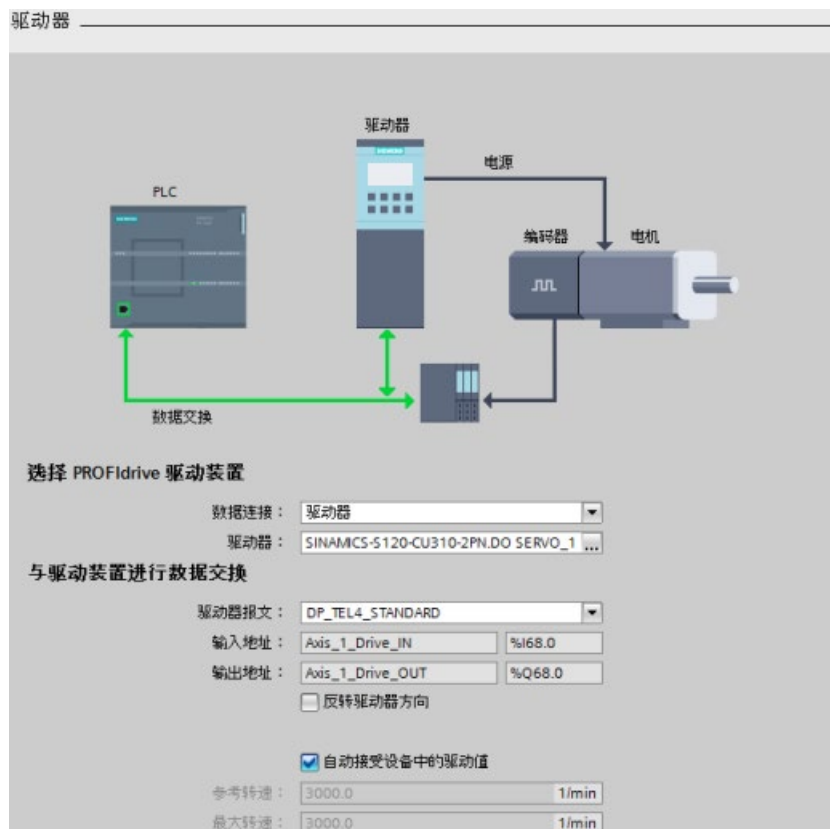 驱动器
驱动器
电源
PLC
编码器 电机
数据交换
选择 PROFIdrive 驱动装置
数据连接： 驱动器
驱动器： SINAMICS-S120-CU310-2PN.DO SERVO_1 ...
与驱动装置进行数据交换
驱动器报文： DP_TEL4_STANDARD
输入地址： Axis_1_Drive_IN %I68.0
输出地址： Axis_1_Drive_OUT %Q68.0
反转驱动器方向
自动接受设备中的驱动值
参考转速： 3000.0 1/min
最大转速： 3000.0 1/min